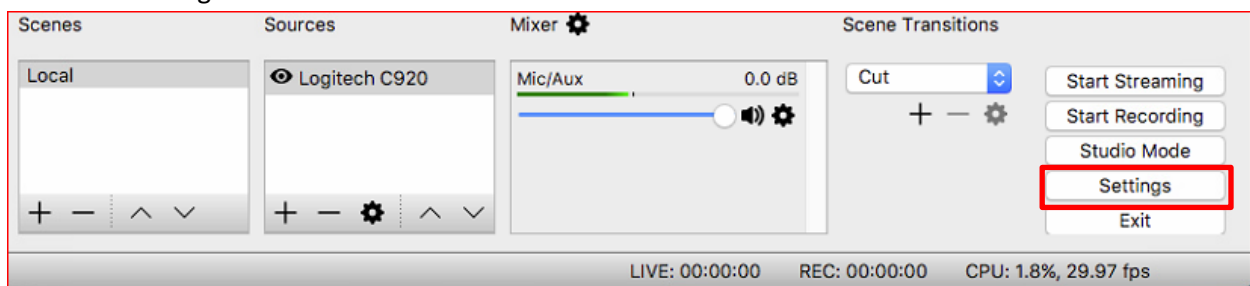 Scenes Sources Mixer Scene Transitions
Local Logitech C920 Mic/Aux 0.0 dB Cut
Start Streaming
Start Recording
Studio Mode
Settings
Exit
LIVE: 00:00:00 REC: 00:00:00 CPU: 1.8%, 29.97 fps